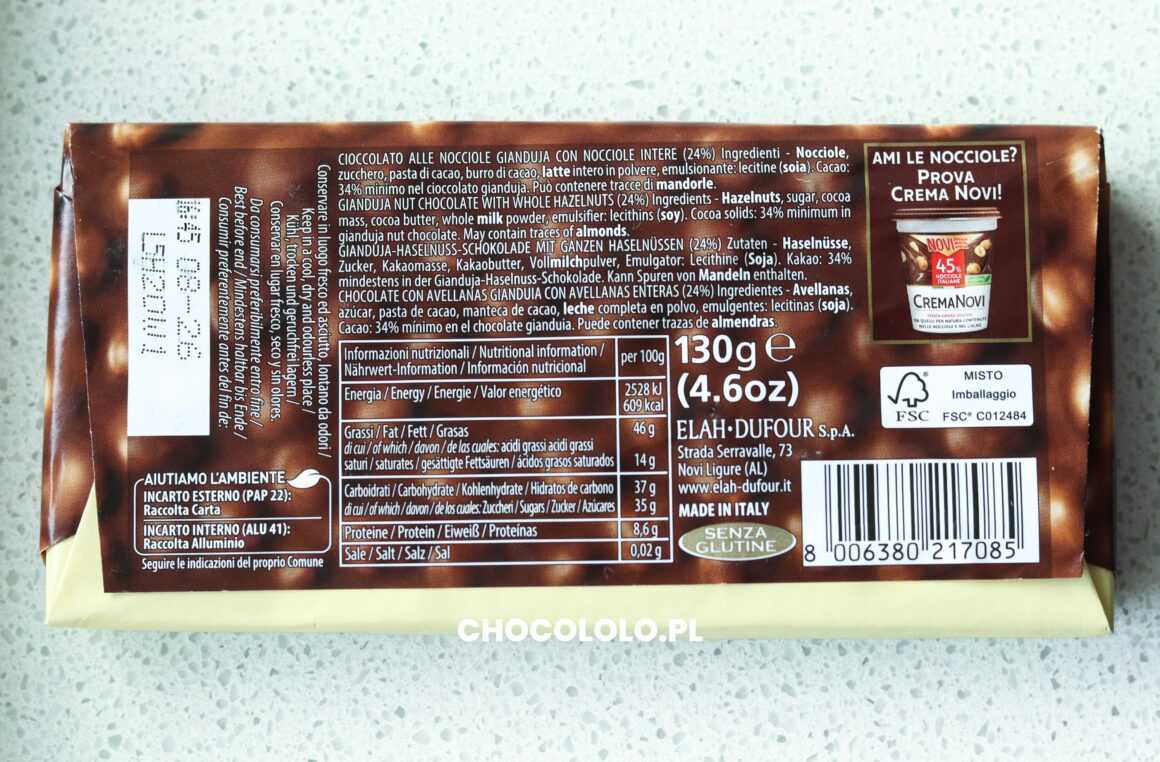 CIOCCOLATO ALLE NOCCIOLE GIANDUJA CON NOCCIOLE INTERE (24%) Ingredienti - Nocciole,
zucchero, pasta di cacao, burro di cacao, latte intero in polvere, emulsionante: lecitine (soia). Cacao:
34% minimo nel cioccolato gianduja. Può contenere tracce di mandorle.
GIANDUJA NUT CHOCOLATE WITH WHOLE HAZELNUTS (24%) Ingredients - Hazelnuts, sugar, cocoa
mass, cocoa butter, whole milk powder, emulsifier: lecithins (soy). Cocoa solids: 34% minimum in
gianduja nut chocolate. May contain traces of almonds.
GIANDUJA-HASELNUSS-SCHOKOLADE MIT GANZEN HASELNÜSSEN (24%) Zutaten - Haselnüsse,
Zucker, Kakaomasse, Kakaobutter, Vollmilchpulver, Emulgator: Lecithine (Soja). Kakao: 34%
mindestens in der Gianduja-Haselnuss-Schokolade. Kann Spuren von Mandeln enthalten.
CHOCOLATE CON AVELLANAS GIANDUIA CON AVELLANAS ENTERAS (24%) Ingredientes - Avellanas,
azúcar, pasta de cacao, manteca de cacao, leche completa en polvo, emulgentes: lecitinas (soja).
Cacao: 34% mínimo en el chocolate gianduia. Puede contener trazas de almendras.
Informazioni nutrizionali / Nutritional information /
Nährwert-Information / Información nutricional
per 100g
Energia / Energy / Energie / Valor energético
2528 kJ
609 kcal
Grassi / Fat / Fett / Grasas
46 g
di cui / of which / davon / de las cuales: acidi grassi acidi grassi
saturi / saturates / gesättigte Fettsäuren / ácidos grasos saturados
14 g
Carboidrati / Carbohydrate / Kohlenhydrate / Hidratos de carbono
37 g
di cui / of which / davon / de los cuales: Zuccheri / Sugars / Zucker / Azúcares
35 g
Proteine / Protein / Eiweiß / Proteínas
8,6 g
Sale / Salt / Salz / Sal
0,02 g
130g e
(4.6oz)
ELAH·DUFOUR S.p.A.
Strada Serravalle, 73
Novi Ligure (AL)
www.elah-dufour.it
MADE IN ITALY
SENZA
GLUTINE
AMI LE NOCCIOLE?
PROVA
CREMA NOVI!
NOVI
45%
NOCCIOLE
ITALIANE
CREMANOVI
FSC
MISTO
Imballaggio
FSC® C012484
8 006380 217085
Conservare in luogo fresco ed asciutto, lontano da odori /
Keep in a cool, dry and odourless place /
Kühl, trocken und geruchfrei lagern /
Conservar en lugar fresco, seco y sin olores.
Da consumarsi preferibilmente entro fine /
Best before end / Mindestens haltbar bis Ende /
Consumir preferentemente antes del fin de:
16:45 08-26
AIUTIAMO L'AMBIENTE
INCARTO ESTERNO (PAP 22):
Raccolta Carta
INCARTO INTERNO (ALU 41):
Raccolta Alluminio
Seguire le indicazioni del proprio Comune
CHOCOLOLO.PL